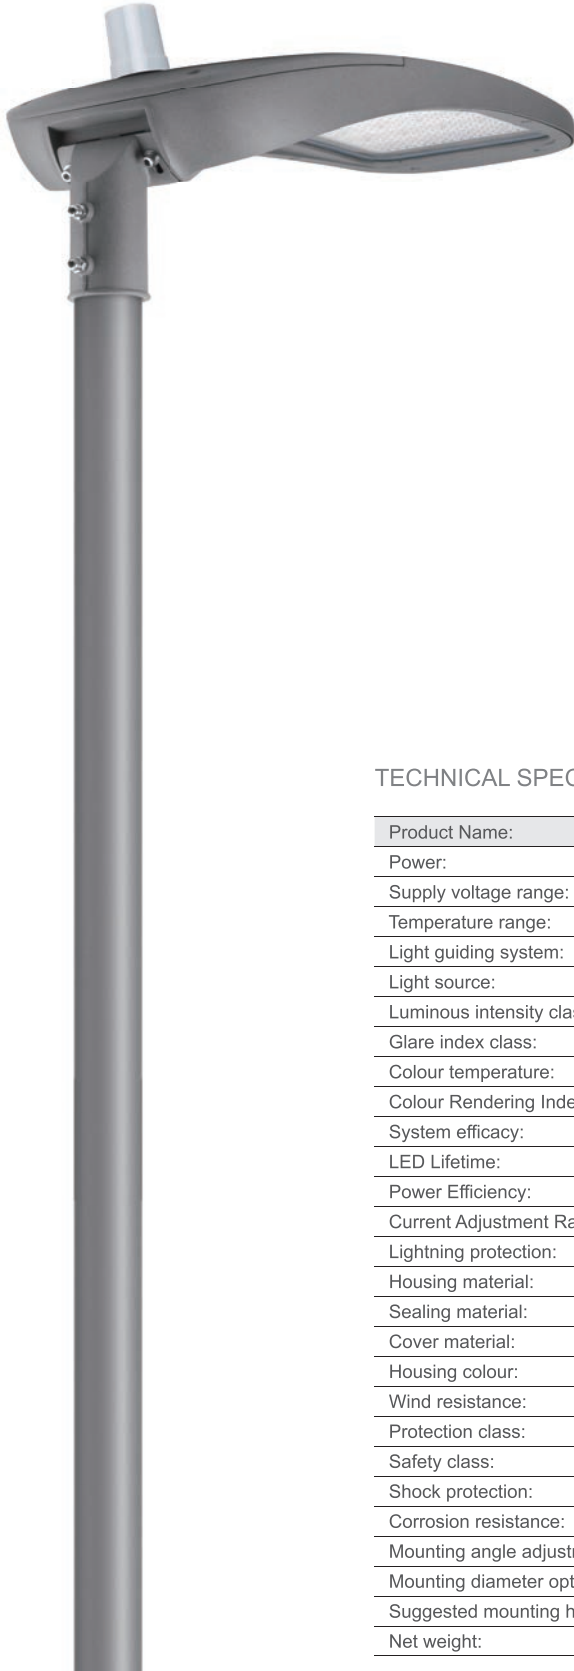 TECHNICAL SPEC
Product Name:
Power:
Supply voltage range:
Temperature range:
Light guiding system:
Light source:
Luminous intensity clas
Glare index class:
Colour temperature:
Colour Rendering Inde
System efficacy:
LED Lifetime:
Power Efficiency:
Current Adjustment Ra
Lightning protection:
Housing material:
Sealing material:
Cover material:
Housing colour:
Wind resistance:
Protection class:
Safety class:
Shock protection:
Corrosion resistance:
Mounting angle adjustm
Mounting diameter opt
Suggested mounting h
Net weight: